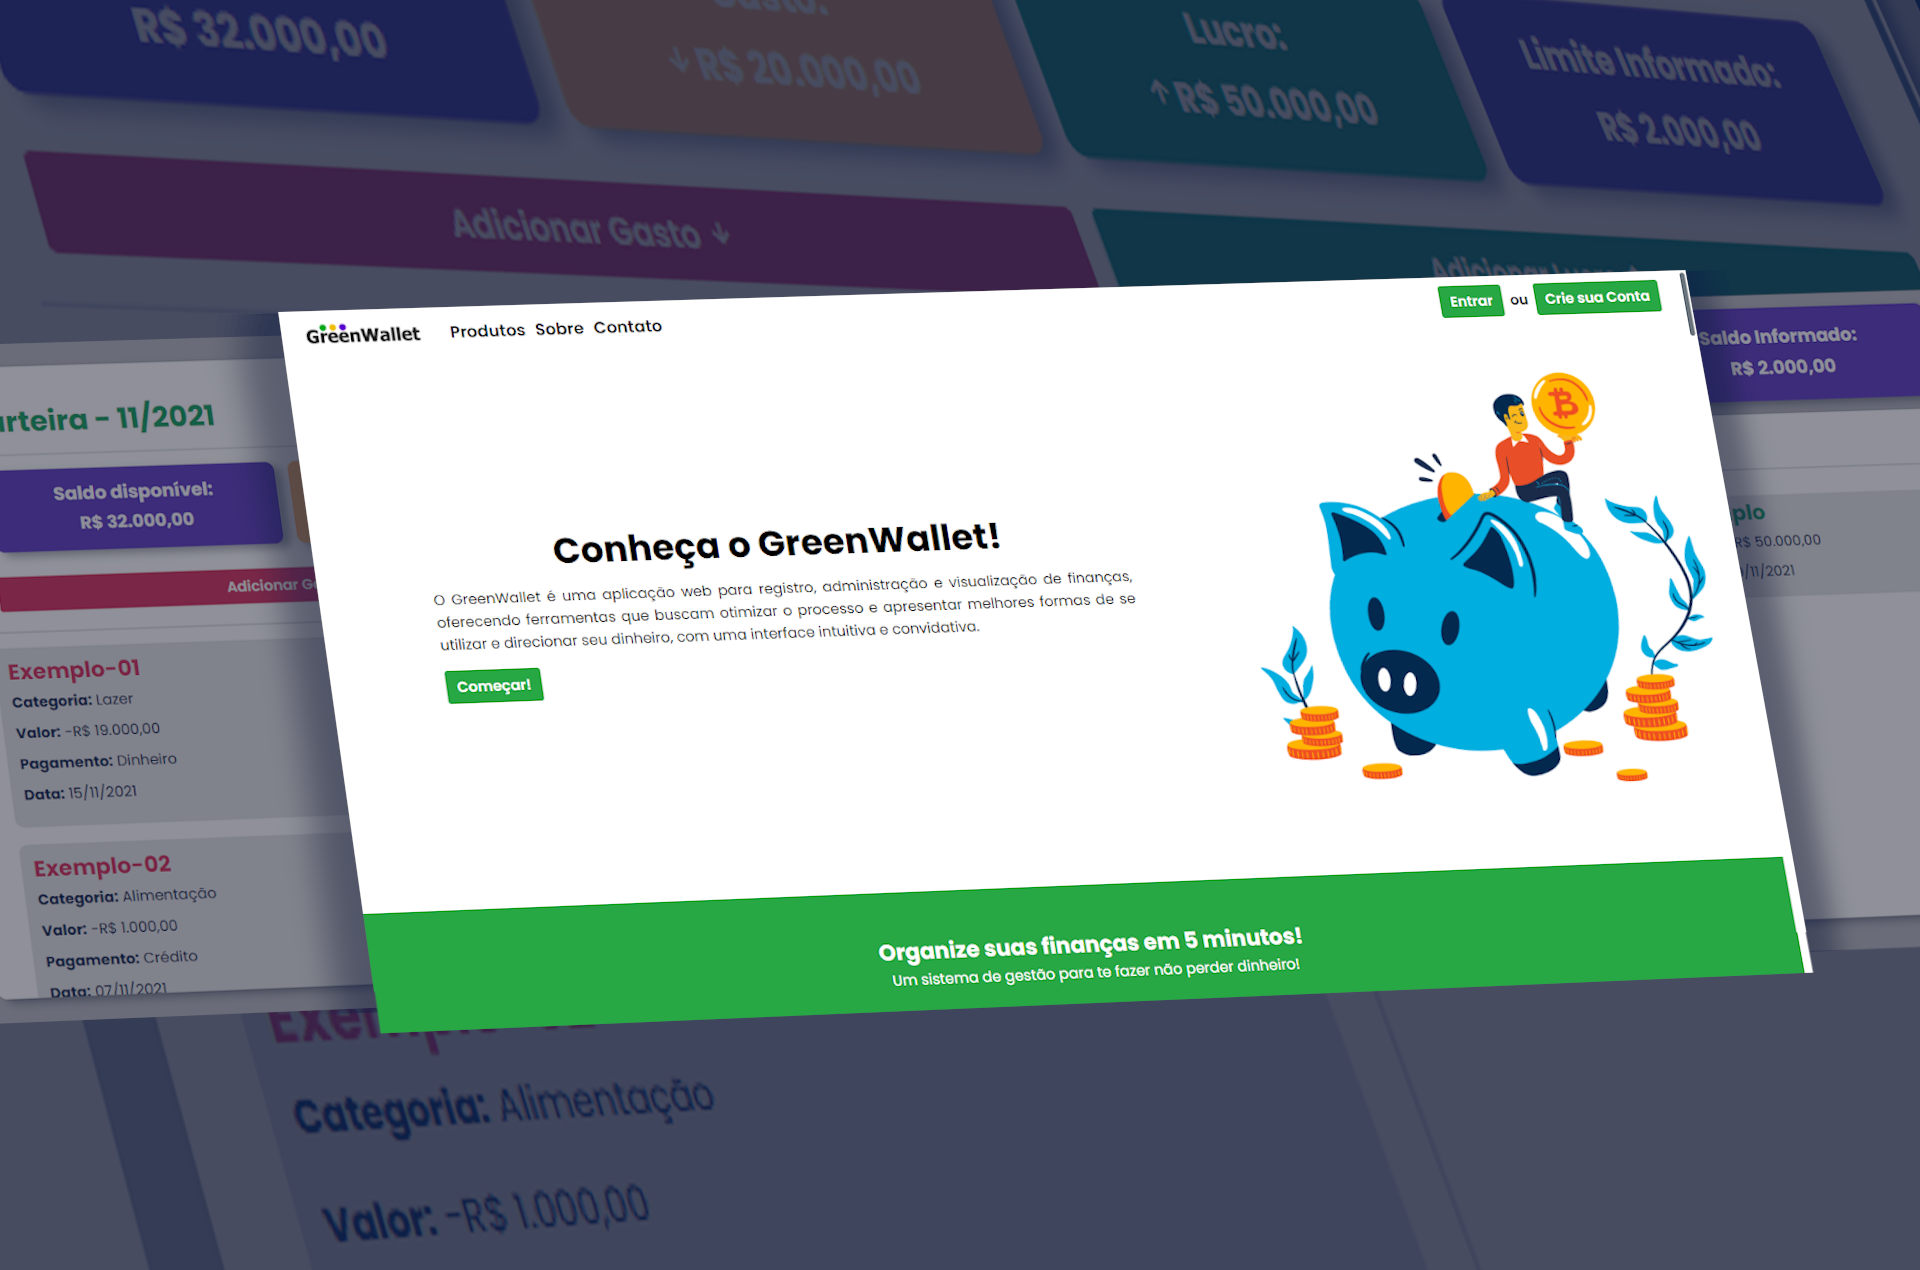 R$ 32.000,00
Gasto:
↓ R$ 20.000,00
Lucro:
↑ R$ 50.000,00
Limite Informado:
R$ 2.000,00
Adicionar Gasto ↓
Adicionar Lucro
GreenWallet
Produtos Sobre Contato
Entrar ou Crie sua Conta
Conheça o GreenWallet!
O GreenWallet é uma aplicação web para registro, administração e visualização de finanças,
oferecendo ferramentas que buscam otimizar o processo e apresentar melhores formas de se
utilizar e direcionar seu dinheiro, com uma interface intuitiva e convidativa.
Começar!
Organize suas finanças em 5 minutos!
Um sistema de gestão para te fazer não perder dinheiro!
rteira - 11/2021
Saldo disponível:
R$ 32.000,00
Adicionar G
Exemplo-01
Categoria: Lazer
Valor: -R$ 19.000,00
Pagamento: Dinheiro
Data: 15/11/2021
Exemplo-02
Categoria: Alimentação
Valor: -R$ 1.000,00
Pagamento: Crédito
Data: 07/11/2021
Saldo Informado:
R$ 2.000,00
plo
R$ 50.000,00
/11/2021
Exemplo-02
Categoria: Alimentação
Valor: -R$ 1.000,00